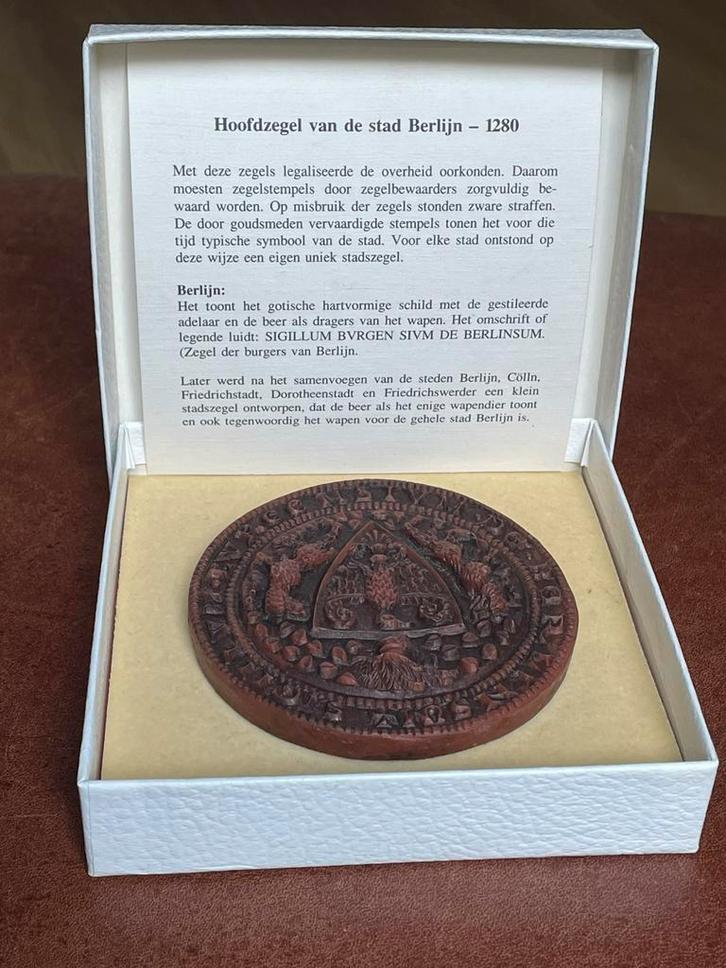 Hoofdzegel van de stad Berlijn – 1280
Met deze zegels legaliseerde de overheid oorkonden. Daarom
moesten zegelstempels door zegelbewaarders zorgvuldig be-
waard worden. Op misbruik der zegels stonden zware straffen.
De door goudsmeden vervaardigde stempels tonen het voor die
tijd typische symbool van de stad. Voor elke stad ontstond op
deze wijze een eigen uniek stadszegel.
Berlijn:
Het toont het gotische hartvormige schild met de gestileerde
adelaar en de beer als dragers van het wapen. Het omschrift of
legende luidt: SIGILLUM BVRGEN SIVM DE BERLINSUM.
(Zegel der burgers van Berlijn.
Later werd na het samenvoegen van de steden Berlijn, Cölln,
Friedrichstadt, Dorotheenstadt en Friedrichswerder een klein
stadszegel ontworpen, dat de beer als het enige wapendier toont
en ook tegenwoordig het wapen voor de gehele stad Berlijn is.